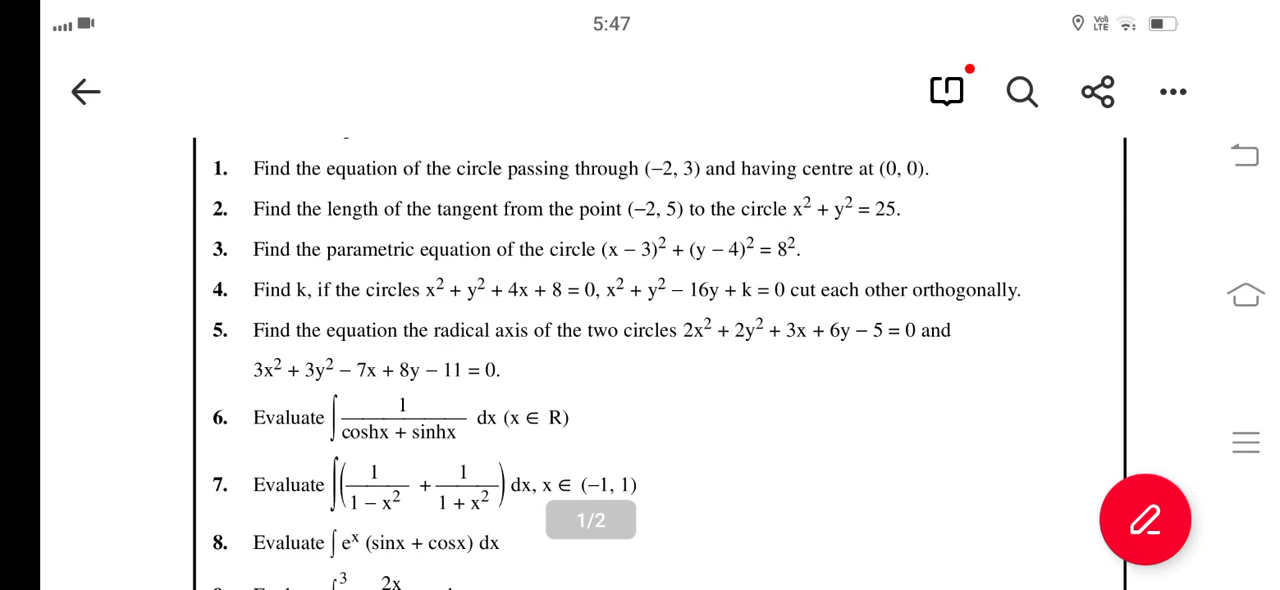 5:47
Vo) LTE
1. Find the equation of the circle passing through (−2, 3) and having centre at (0, 0).
2. Find the length of the tangent from the point (−2, 5) to the circle x² + y² = 25.
3. Find the parametric equation of the circle (x − 3)² + (y − 4)² = 8².
4. Find k, if the circles x² + y² + 4x + 8 = 0, x² + y² − 16y + k = 0 cut each other orthogonally.
5. Find the equation the radical axis of the two circles 2x² + 2y² + 3x + 6y − 5 = 0 and
3x² + 3y² − 7x + 8y − 11 = 0.
6. Evaluate ∫ 1/(coshx + sinhx) dx (x ∈ R)
7. Evaluate ∫(1/(1 − x²) + 1/(1 + x²)) dx, x ∈ (−1, 1)
1/2
8. Evaluate ∫ eˣ (sinx + cosx) dx
3 2x